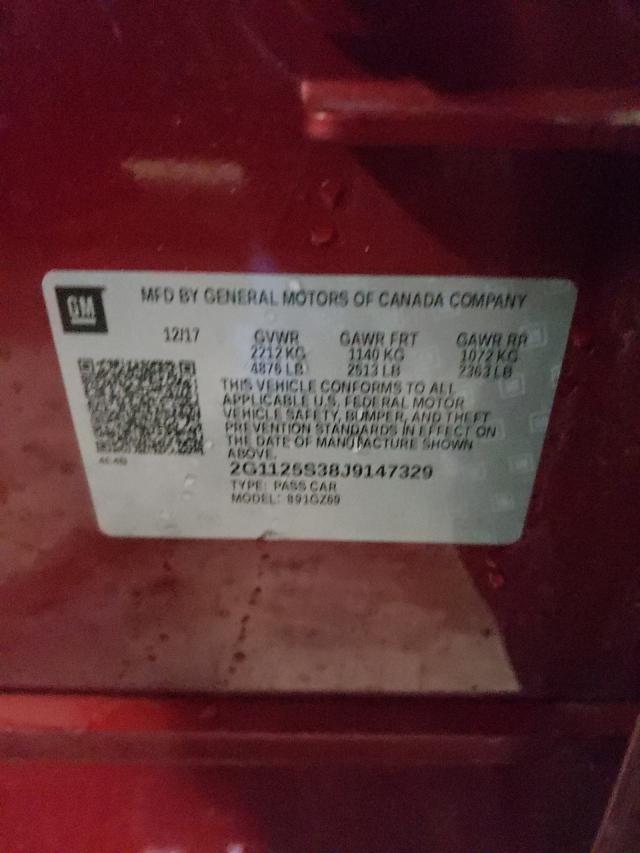 GM
MFD BY GENERAL MOTORS OF CANADA COMPANY
12/17 GVWR GAWR FRT GAWR RR
2212 KG 1140 KG 1072 KG
4876 LB 2513 LB 2363 LB
THIS VEHICLE CONFORMS TO ALL
APPLICABLE U.S. FEDERAL MOTOR
VEHICLE SAFETY, BUMPER, AND THEFT
PREVENTION STANDARDS IN EFFECT ON
THE DATE OF MANUFACTURE SHOWN
ABOVE.
2G1125S38J9147329
TYPE: PASS CAR
MODEL: